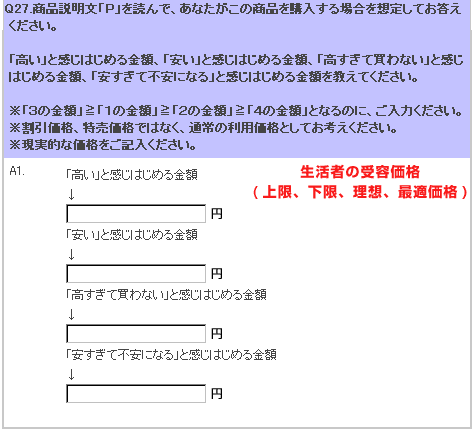 Q27.商品説明文「P」を読んで、あなたがこの商品を購入する場合を想定してお答え
ください。
「高い」と感じはじめる金額、「安い」と感じはじめる金額、「高すぎて買わない」と感じ
はじめる金額、「安すぎて不安になる」と感じはじめる金額を教えてください。
※「3の金額」≧「1の金額」≧「2の金額」≧「4の金額」となるのに、ご入力ください。
※割引価格、特売価格ではなく、通常の利用価格としてお考えください。
※現実的な価格をご記入ください。
A1.
生活者の受容価格
(上限、下限、理想、最適価格)
「高い」と感じはじめる金額
↓
円
「安い」と感じはじめる金額
↓
円
「高すぎて買わない」と感じはじめる金額
↓
円
「安すぎて不安になる」と感じはじめる金額
↓
円